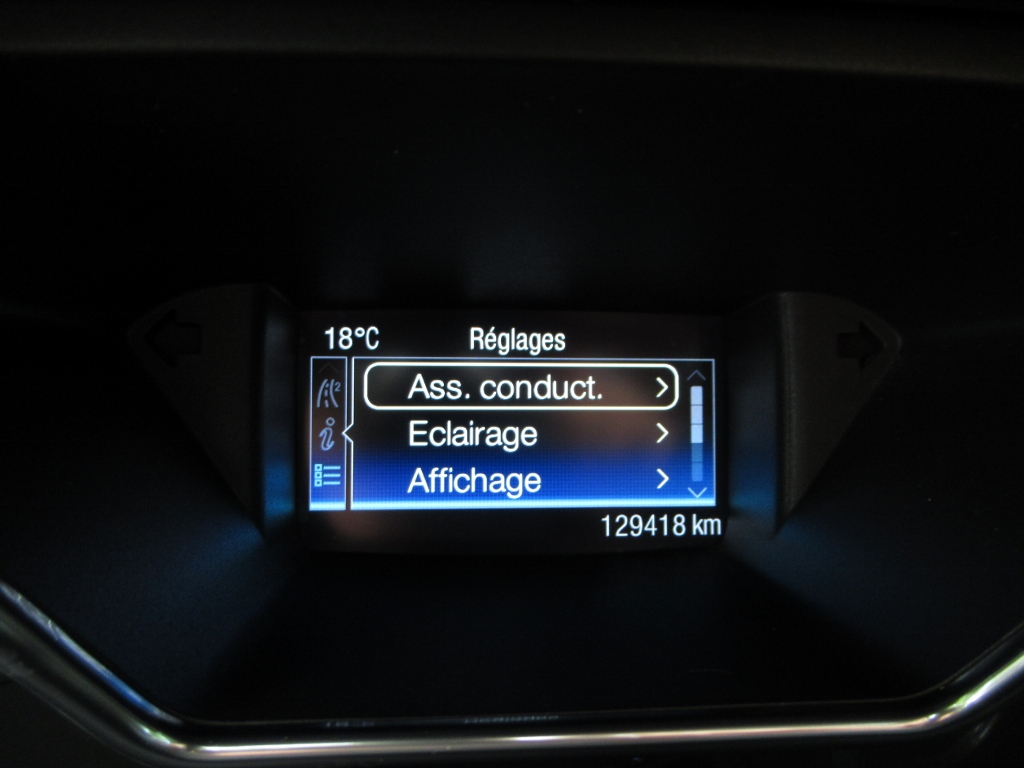 18°C Réglages
Ass. conduct. >
Eclairage >
Affichage >
129418 km